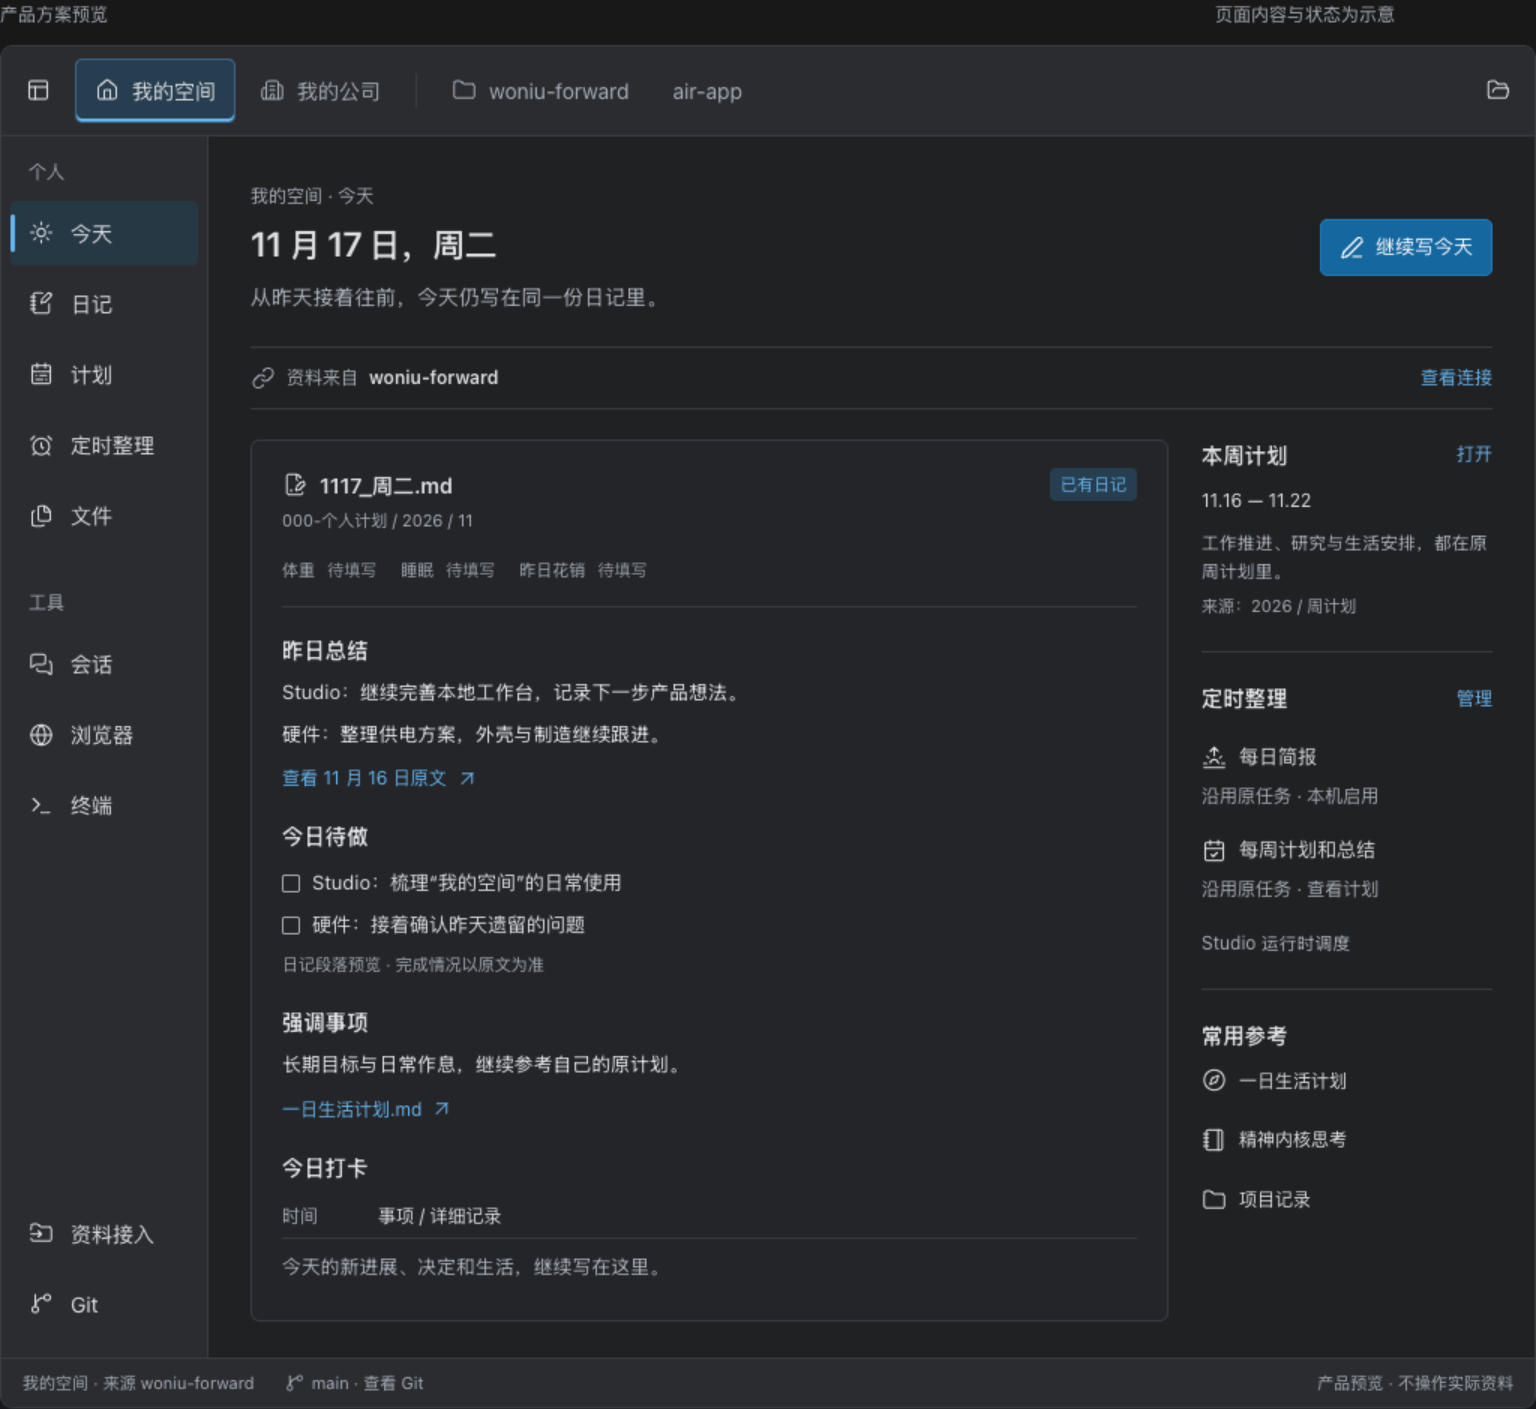 产品方案预览
页面内容与状态为示意
我的空间
我的公司
woniu-forward
air-app
个人
今天
日记
计划
定时整理
文件
工具
会话
浏览器
终端
资料接入
Git
我的空间 · 今天
11 月 17 日，周二
从昨天接着往前，今天仍写在同一份日记里。
继续写今天
资料来自 woniu-forward
查看连接
1117_周二.md
已有日记
000-个人计划 / 2026 / 11
体重 待填写 睡眠 待填写 昨日花销 待填写
昨日总结
Studio：继续完善本地工作台，记录下一步产品想法。
硬件：整理供电方案，外壳与制造继续跟进。
查看 11 月 16 日原文
今日待做
Studio：梳理“我的空间”的日常使用
硬件：接着确认昨天遗留的问题
日记段落预览 · 完成情况以原文为准
强调事项
长期目标与日常作息，继续参考自己的原计划。
一日生活计划.md
今日打卡
时间 事项 / 详细记录
今天的新进展、决定和生活，继续写在这里。
本周计划
打开
11.16 — 11.22
工作推进、研究与生活安排，都在原
周计划里。
来源：2026 / 周计划
定时整理
管理
每日简报
沿用原任务 · 本机启用
每周计划和总结
沿用原任务 · 查看计划
Studio 运行时调度
常用参考
一日生活计划
精神内核思考
项目记录
我的空间 · 来源 woniu-forward
main · 查看 Git
产品预览 · 不操作实际资料